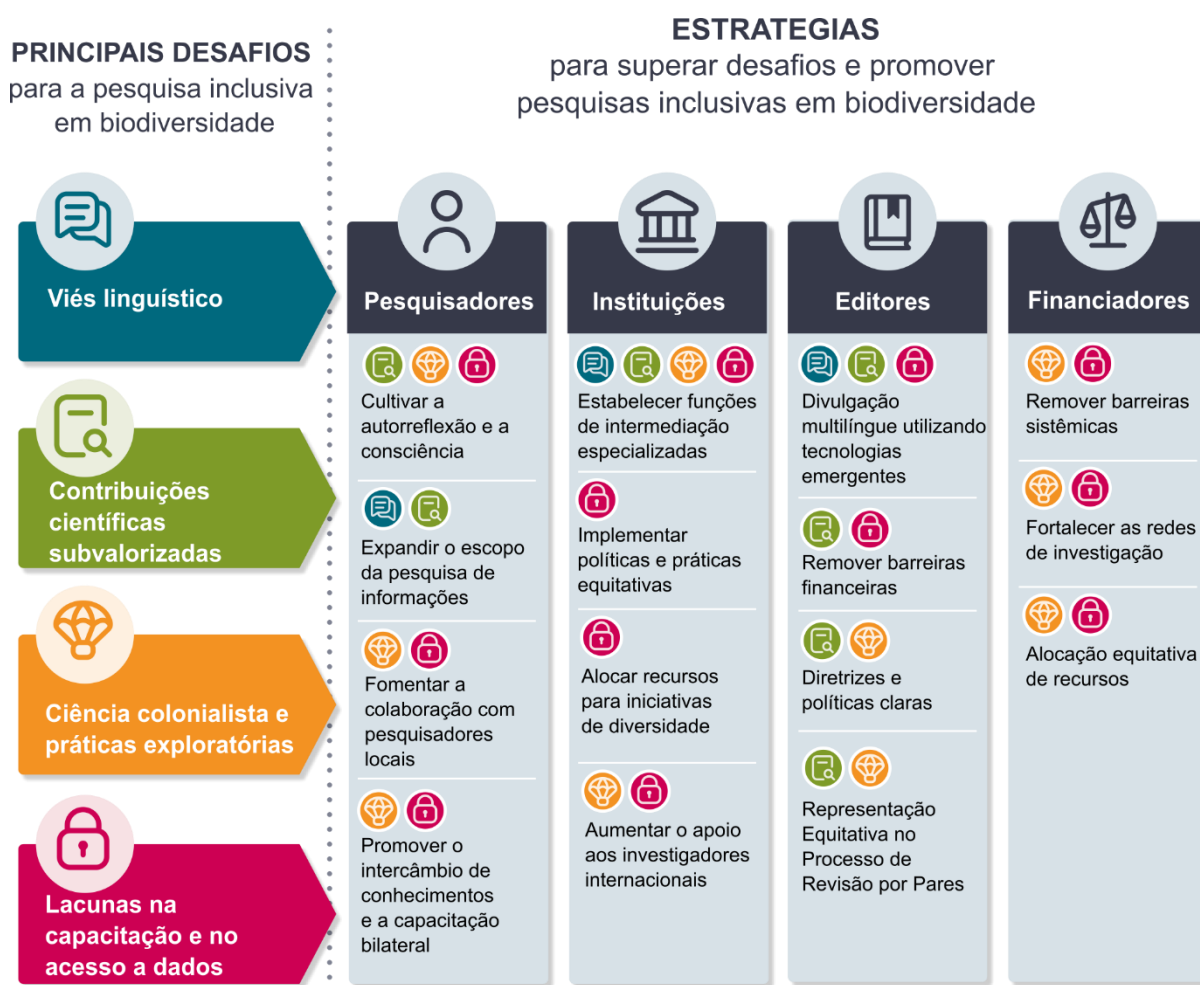 PRINCIPAIS DESAFIOS
para a pesquisa inclusiva
em biodiversidade
ESTRATEGIAS
para superar desafios e promover
pesquisas inclusivas em biodiversidade
Viés linguístico
Contribuições
científicas
subvalorizadas
Ciência colonialista e
práticas exploratórias
Lacunas na
capacitação e no
acesso a dados
Pesquisadores
Cultivar a
autorreflexão e a
consciência
Expandir o escopo
da pesquisa de
informações
Fomentar a
colaboração com
pesquisadores
locais
Promover o
intercâmbio de
conhecimentos
e a capacitação
bilateral
Instituições
Estabelecer funções
de intermediação
especializadas
Implementar
políticas e práticas
equitativas
Alocar recursos
para iniciativas
de diversidade
Aumentar o apoio
aos investigadores
internacionais
Editores
Divulgação
multilíngue utilizando
tecnologias
emergentes
Remover barreiras
financeiras
Diretrizes e
políticas claras
Representação
Equitativa no
Processo de
Revisão por Pares
Financiadores
Remover barreiras
sistêmicas
Fortalecer as redes
de investigação
Alocação equitativa
de recursos